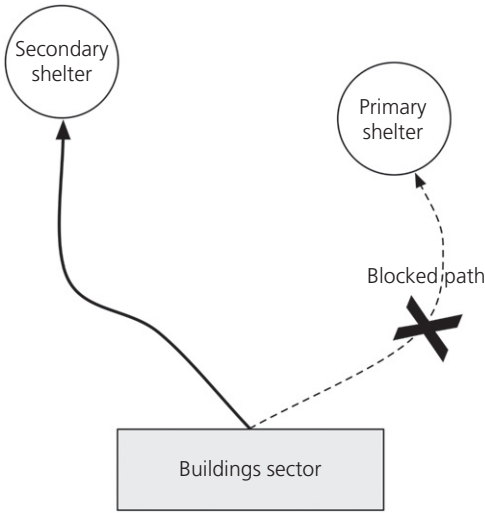 Secondary
shelter
Primary
shelter
Blocked path
Buildings sector